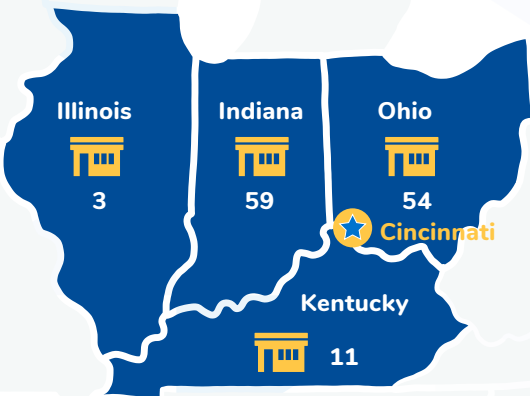 Illinois
Indiana
Ohio
3
59
54
Cincinnati
Kentucky
11